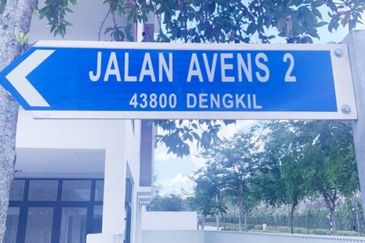 JALAN AVENS 2
43800 DENGKIL